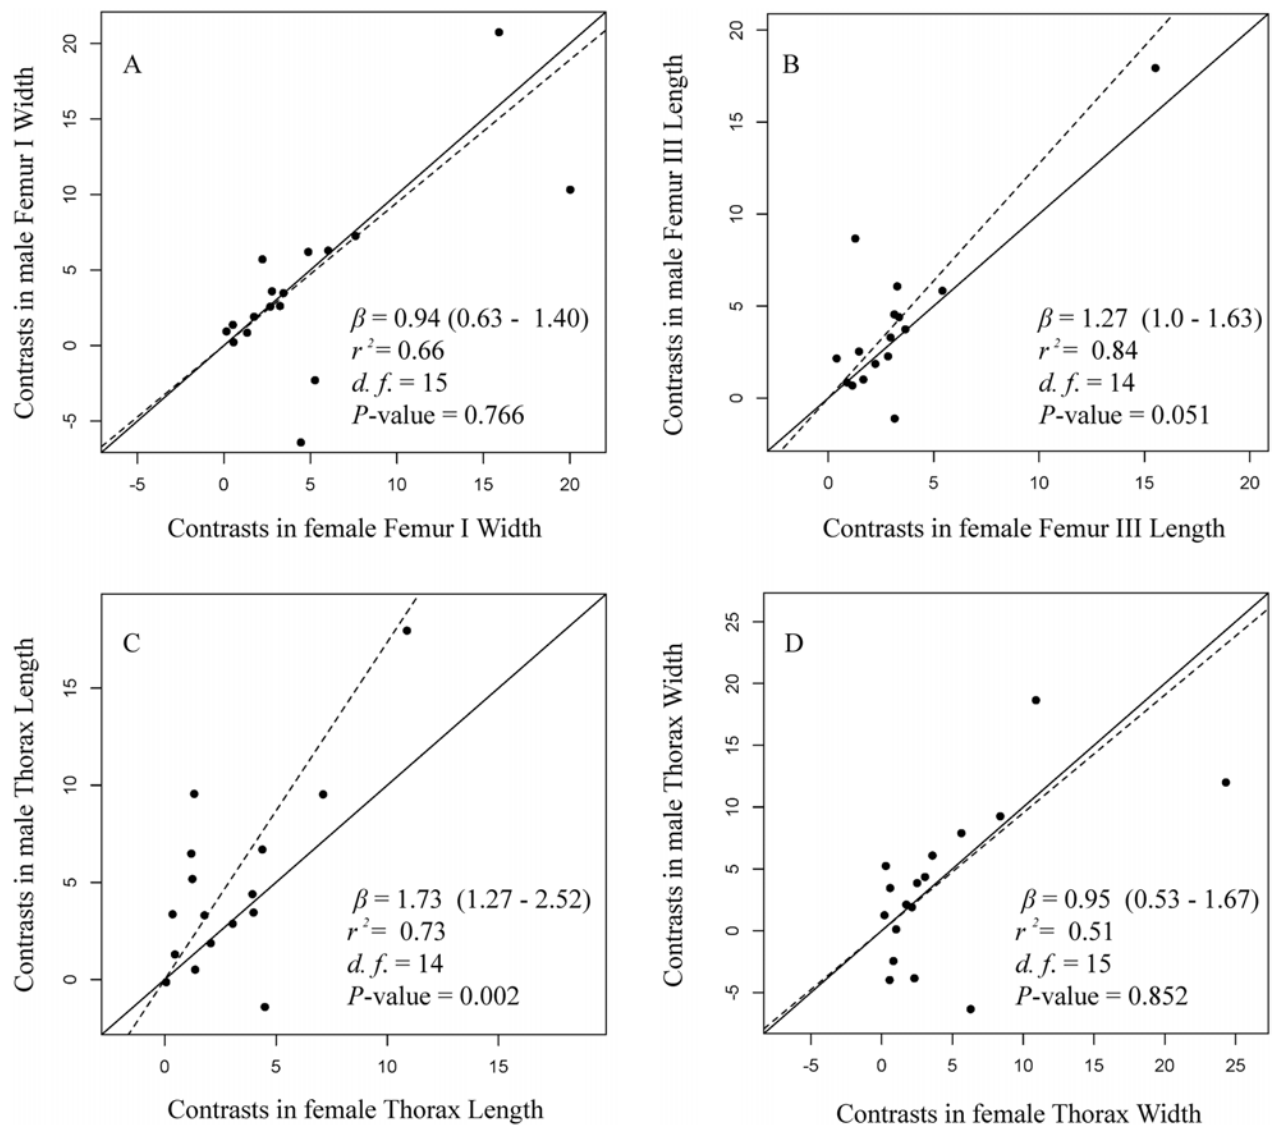 A
Contrasts in male Femur I Width
20
15
10
5
0
-5
β = 0.94 (0.63 - 1.40)
r² = 0.66
d. f. = 15
P-value = 0.766
-5 0 5 10 15 20
Contrasts in female Femur I Width
B
Contrasts in male Femur III Length
20
15
10
5
0
β = 1.27 (1.0 - 1.63)
r² = 0.84
d. f. = 14
P-value = 0.051
0 5 10 15 20
Contrasts in female Femur III Length
C
Contrasts in male Thorax Length
15
10
5
0
β = 1.73 (1.27 - 2.52)
r² = 0.73
d. f. = 14
P-value = 0.002
0 5 10 15
Contrasts in female Thorax Length
D
Contrasts in male Thorax Width
25
20
15
10
5
0
-5
β = 0.95 (0.53 - 1.67)
r² = 0.51
d. f. = 15
P-value = 0.852
-5 0 5 10 15 20 25
Contrasts in female Thorax Width